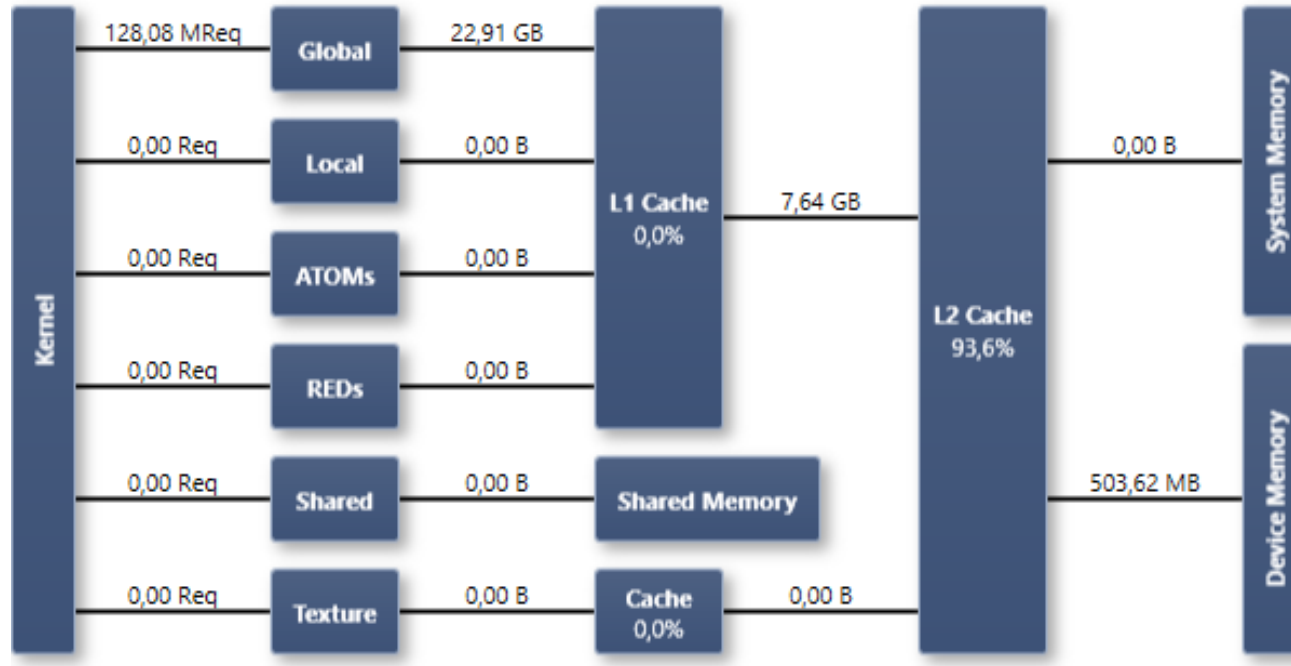 Kernel
128,08 MReq
Global
22,91 GB
0,00 Req
Local
0,00 B
0,00 Req
ATOMs
0,00 B
0,00 Req
REDs
0,00 B
0,00 Req
Shared
0,00 B
Shared Memory
0,00 Req
Texture
0,00 B
Cache
0,0%
0,00 B
L1 Cache
0,0%
7,64 GB
L2 Cache
93,6%
0,00 B
System Memory
503,62 MB
Device Memory